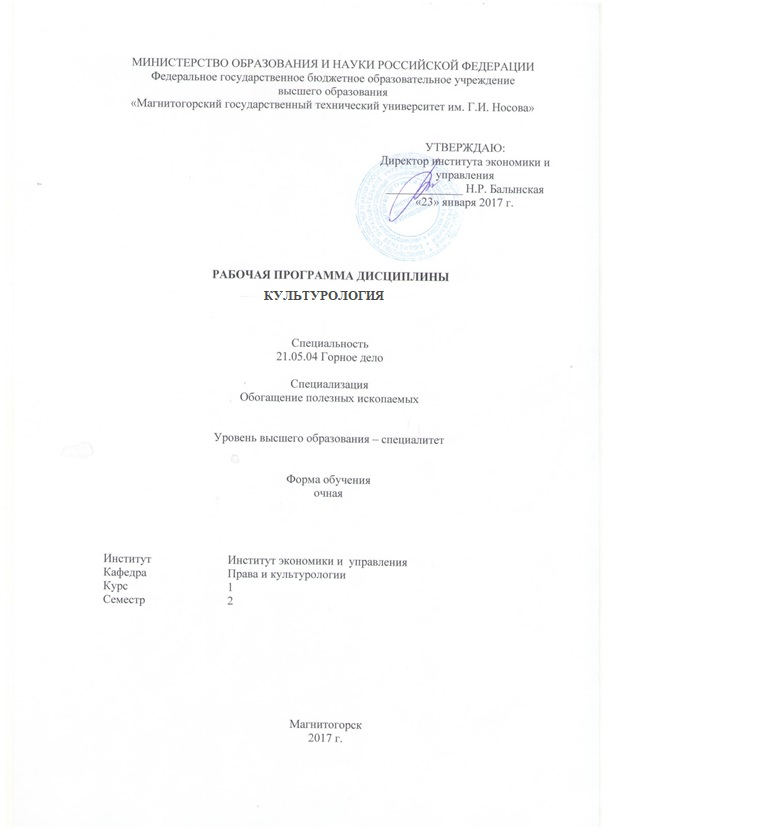 МИНИСТЕРСТВО ОБРАЗОВАНИЯ И НАУКИ РОССИЙСКОЙ ФЕДЕРАЦИИ
Федеральное государственное бюджетное образовательное учреждение
высшего образования
«Магнитогорский государственный технический университет им. Г.И. Носова»
УТВЕРЖДАЮ:
Директор института экономики и
управления
Н.Р. Балынская
«23» января 2017 г.
РАБОЧАЯ ПРОГРАММА ДИСЦИПЛИНЫ
КУЛЬТУРОЛОГИЯ
Специальность
21.05.04 Горное дело
Специализация
Обогащение полезных ископаемых
Уровень высшего образования – специалитет
Форма обучения
очная
Институт Институт экономики и управления
Кафедра Права и культурологии
Курс 1
Семестр 2
Магнитогорск
2017 г.